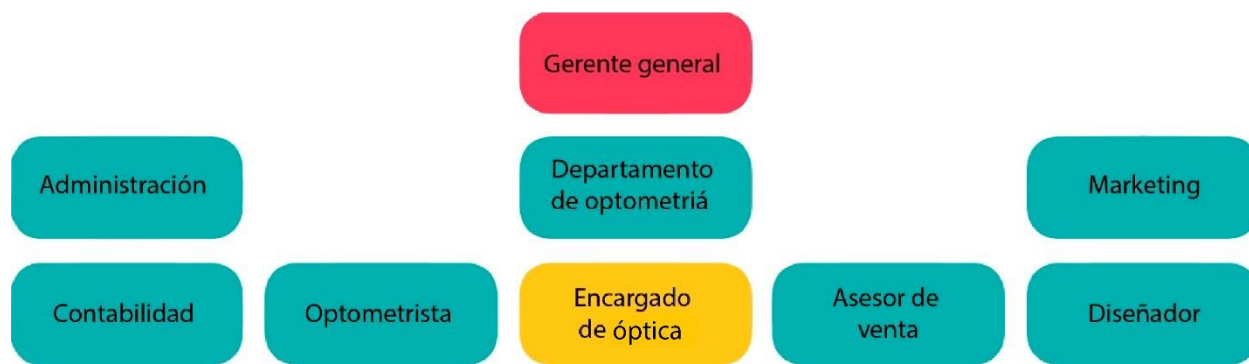 Gerente general
Administración
Departamento
de optometriá
Marketing
Contabilidad
Optometrista
Encargado
de óptica
Asesor de
venta
Diseñador